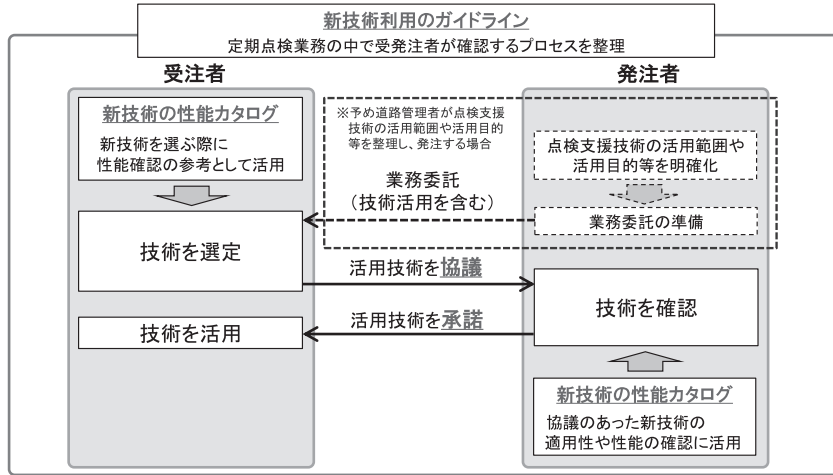 新技術利用のガイドライン
定期点検業務の中で受発注者が確認するプロセスを整理
受注者
発注者
新技術の性能カタログ
新技術を選ぶ際に
性能確認の参考として活用
※予め道路管理者が点検支援
技術の活用範囲や活用目的
等を整理し、発注する場合
点検支援技術の活用範囲や
活用目的等を明確化
業務委託
(技術活用を含む)
業務委託の準備
技術を選定
活用技術を協議
技術を確認
活用技術を承諾
技術を活用
新技術の性能カタログ
協議のあった新技術の
適用性や性能の確認に活用